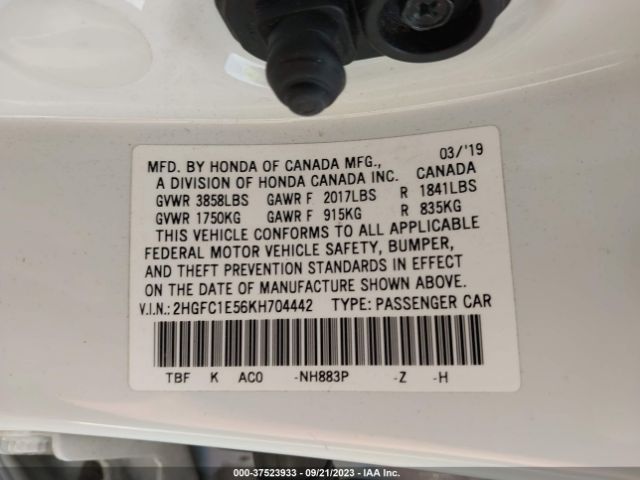 03/'19
MFD. BY HONDA OF CANADA MFG., CANADA
A DIVISION OF HONDA CANADA INC.
GVWR 3858LBS GAWR F 2017LBS R 1841LBS
GVWR 1750KG GAWR F 915KG R 835KG
THIS VEHICLE CONFORMS TO ALL APPLICABLE
FEDERAL MOTOR VEHICLE SAFETY, BUMPER,
AND THEFT PREVENTION STANDARDS IN EFFECT
ON THE DATE OF MANUFACTURE SHOWN ABOVE.
V.I.N.: 2HGFC1E56KH704442 TYPE: PASSENGER CAR
TBF K AC0 -NH883P -Z -H
000-37523933 - 09/21/2023 - IAA Inc.